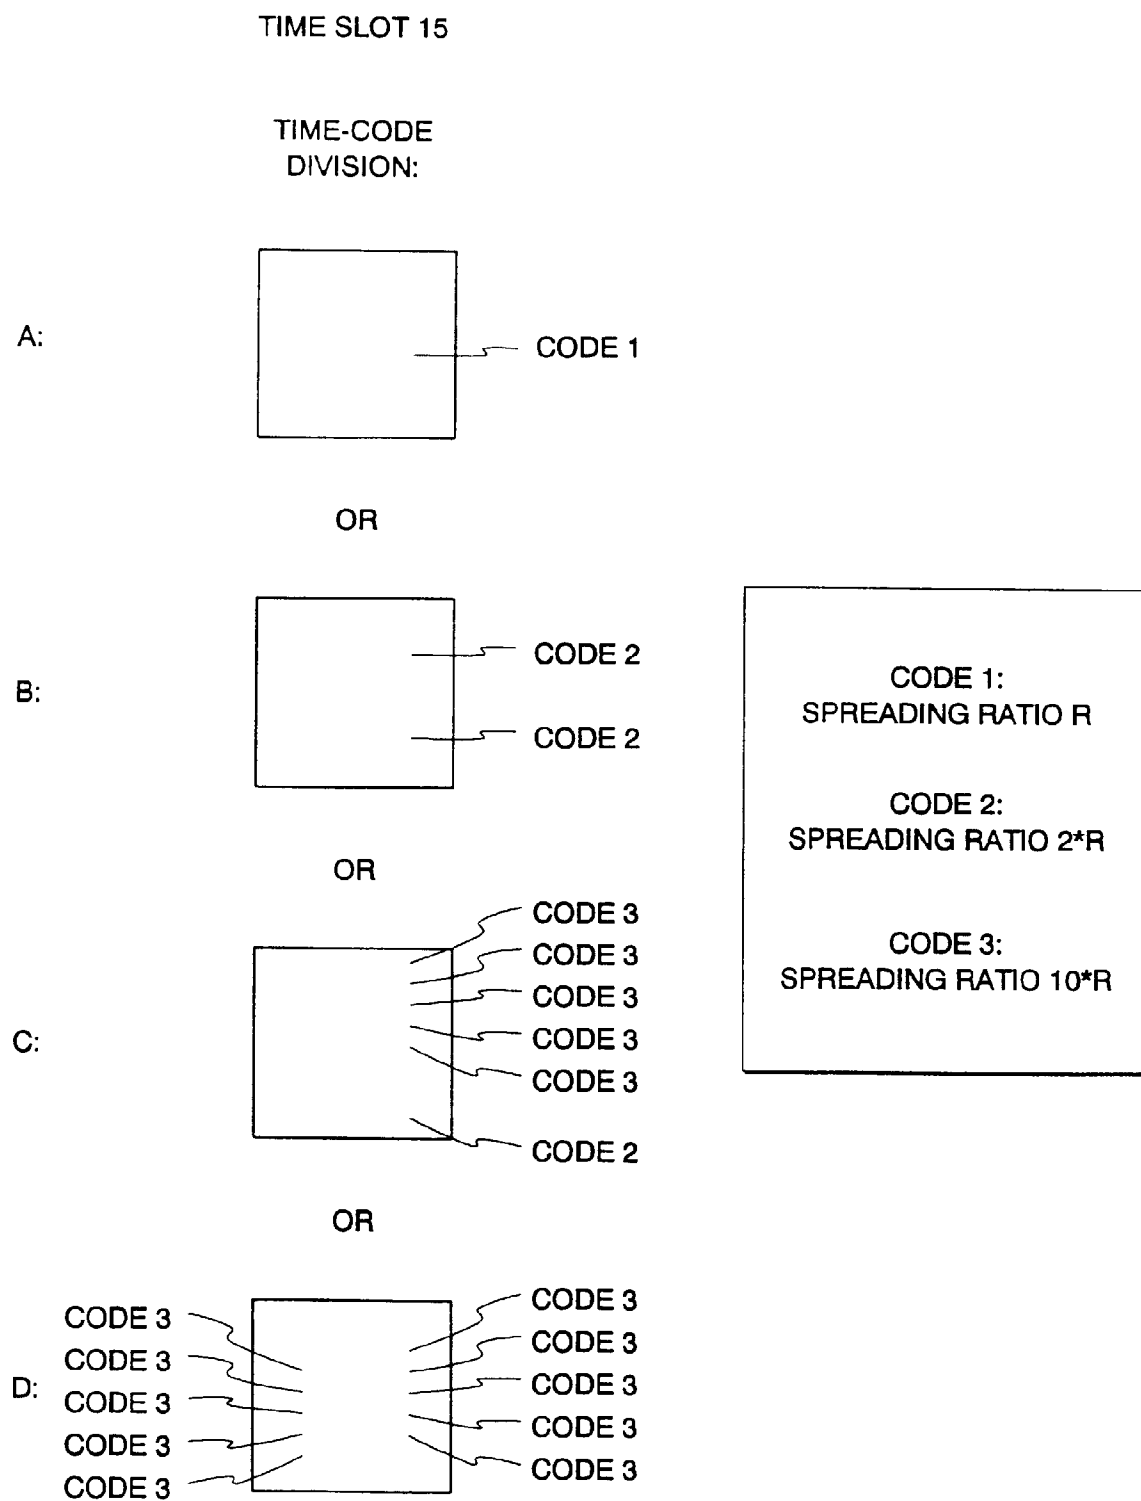 TIME SLOT 15
TIME-CODE
DIVISION:
A:
CODE 1
OR
B:
CODE 2
CODE 2
OR
C:
CODE 3
CODE 3
CODE 3
CODE 3
CODE 3
CODE 2
OR
D:
CODE 3
CODE 3
CODE 3
CODE 3
CODE 3
CODE 3
CODE 3
CODE 3
CODE 3
CODE 3
CODE 1:
SPREADING RATIO R
CODE 2:
SPREADING RATIO 2*R
CODE 3:
SPREADING RATIO 10*R